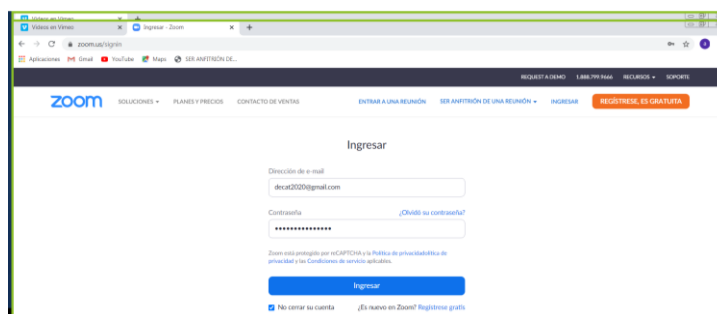 Videos en Vimeo
Videos en Vimeo
Ingresar - Zoom
zoom.us/signin
Aplicaciones Gmail YouTube Maps SER ANFITRIÓN DE...
REQUEST A DEMO 1.888.799.9666 RECURSOS SOPORTE
zoom SOLUCIONES PLANES Y PRECIOS CONTACTO DE VENTAS ENTRAR A UNA REUNIÓN SER ANFITRIÓN DE UNA REUNIÓN INGRESAR REGÍSTRESE, ES GRATUITA
Ingresar
Dirección de e-mail
decat2020@gmail.com
Contraseña ¿Olvidó su contraseña?
Zoom está protegido por reCAPTCHA y la Política de privacidadolítica de
privacidad y las Condiciones de servicio aplicables.
Ingresar
No cerrar su cuenta ¿Es nuevo en Zoom? Regístrese gratis